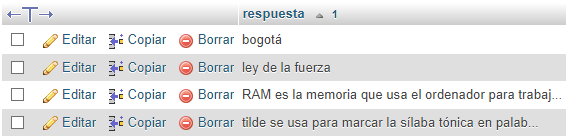 respuesta 1
Editar Copiar Borrar bogotá
Editar Copiar Borrar ley de la fuerza
Editar Copiar Borrar RAM es la memoria que usa el ordenador para trabaj...
Editar Copiar Borrar tilde se usa para marcar la sílaba tónica en palab...